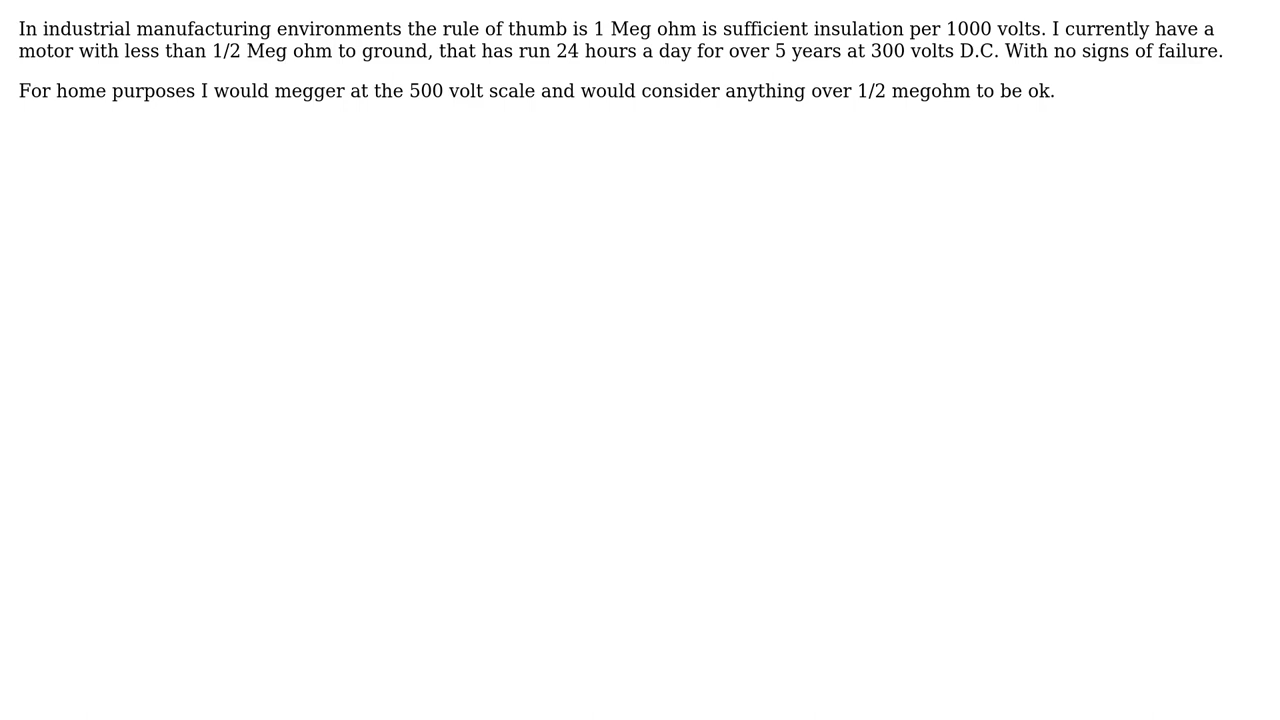 In industrial manufacturing environments the rule of thumb is 1 Meg ohm is sufficient insulation per 1000 volts. I currently have a
motor with less than 1/2 Meg ohm to ground, that has run 24 hours a day for over 5 years at 300 volts D.C. With no signs of failure.
For home purposes I would megger at the 500 volt scale and would consider anything over 1/2 megohm to be ok.